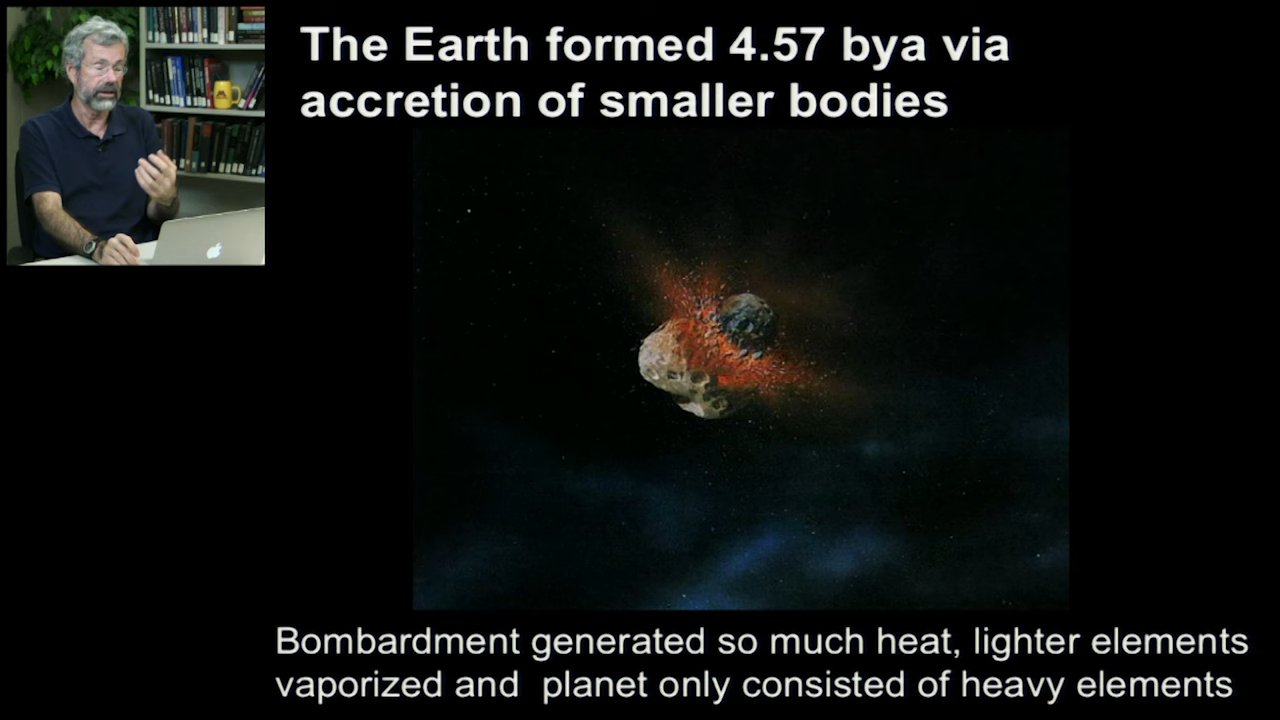 The Earth formed 4.57 bya via
accretion of smaller bodies
Bombardment generated so much heat, lighter elements
vaporized and  planet only consisted of heavy elements